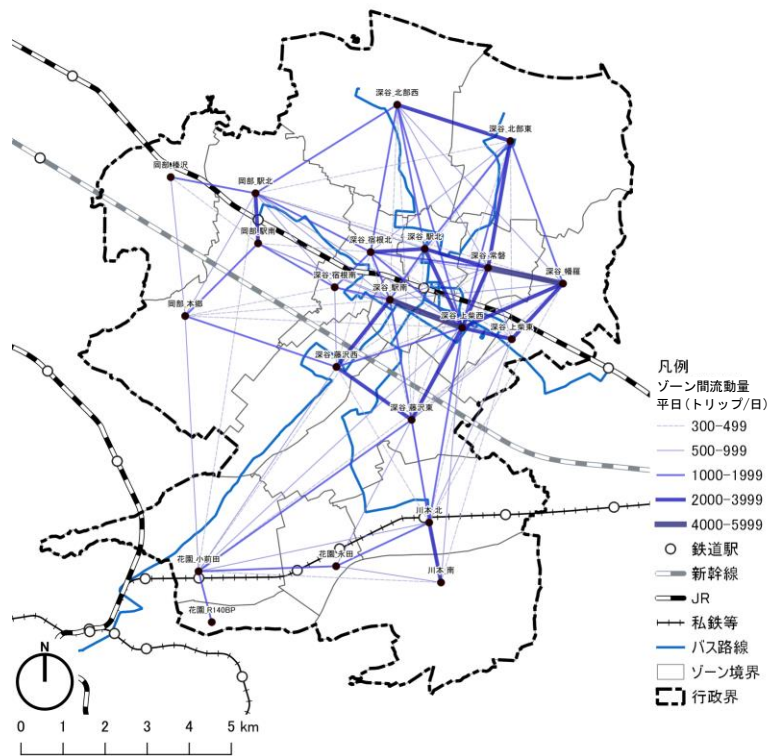 深谷_北部西
深谷_北部東
岡部_榛沢
岡部_駅北
岡部_駅南
深谷_宿根北
深谷_駅北
深谷_常磐
深谷_幡羅
深谷_宿根南
深谷_駅南
岡部_本郷
深谷_上柴西
深谷_上柴東
深谷_藤沢西
深谷_藤沢東
川本_北
花園_小前田
花園_永田
川本_南
花園_R140BP
凡例
ゾーン間流動量
平日(トリップ/日)
300-499
500-999
1000-1999
2000-3999
4000-5999
鉄道駅
新幹線
JR
私鉄等
バス路線
ゾーン境界
行政界
N
0 1 2 3 4 5 km